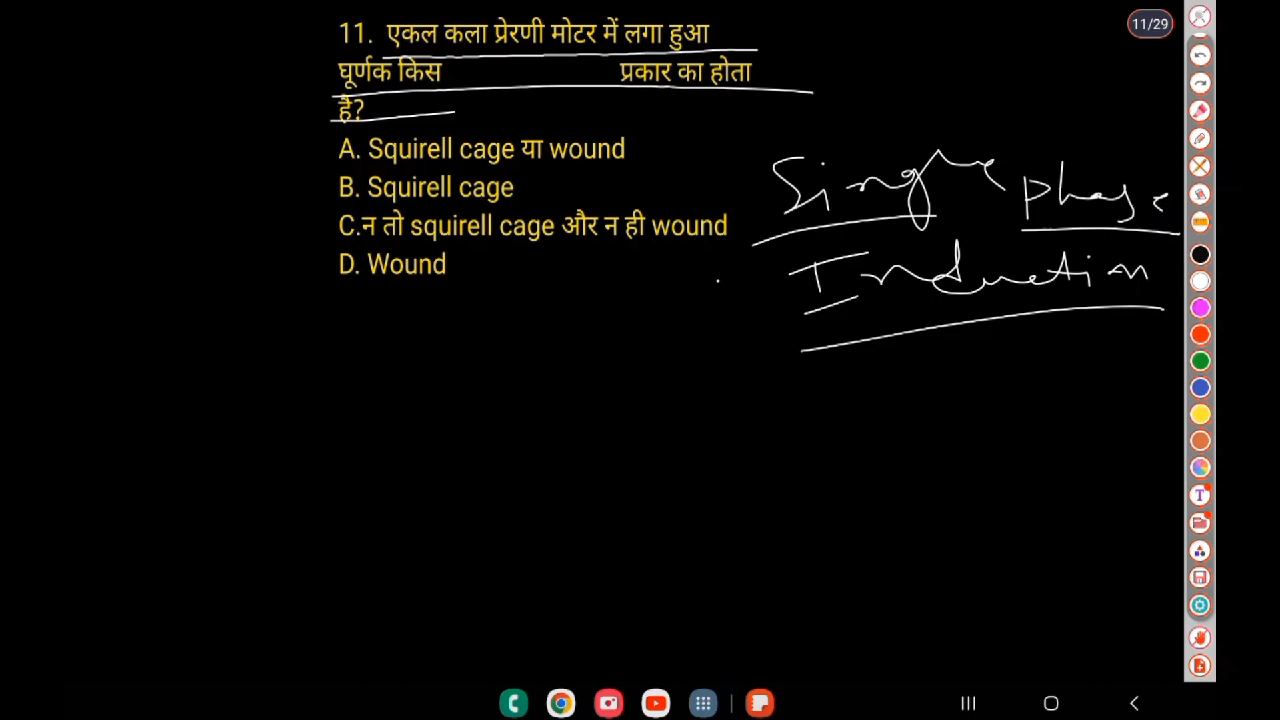 11/29
11. एकल कला प्रेरणी मोटर में लगा हुआ
घूर्णक किस प्रकार का होता
है?
A. Squirell cage या wound
B. Squirell cage
C.न तो squirell cage और न ही wound
D. Wound
Single phase
Induction
T